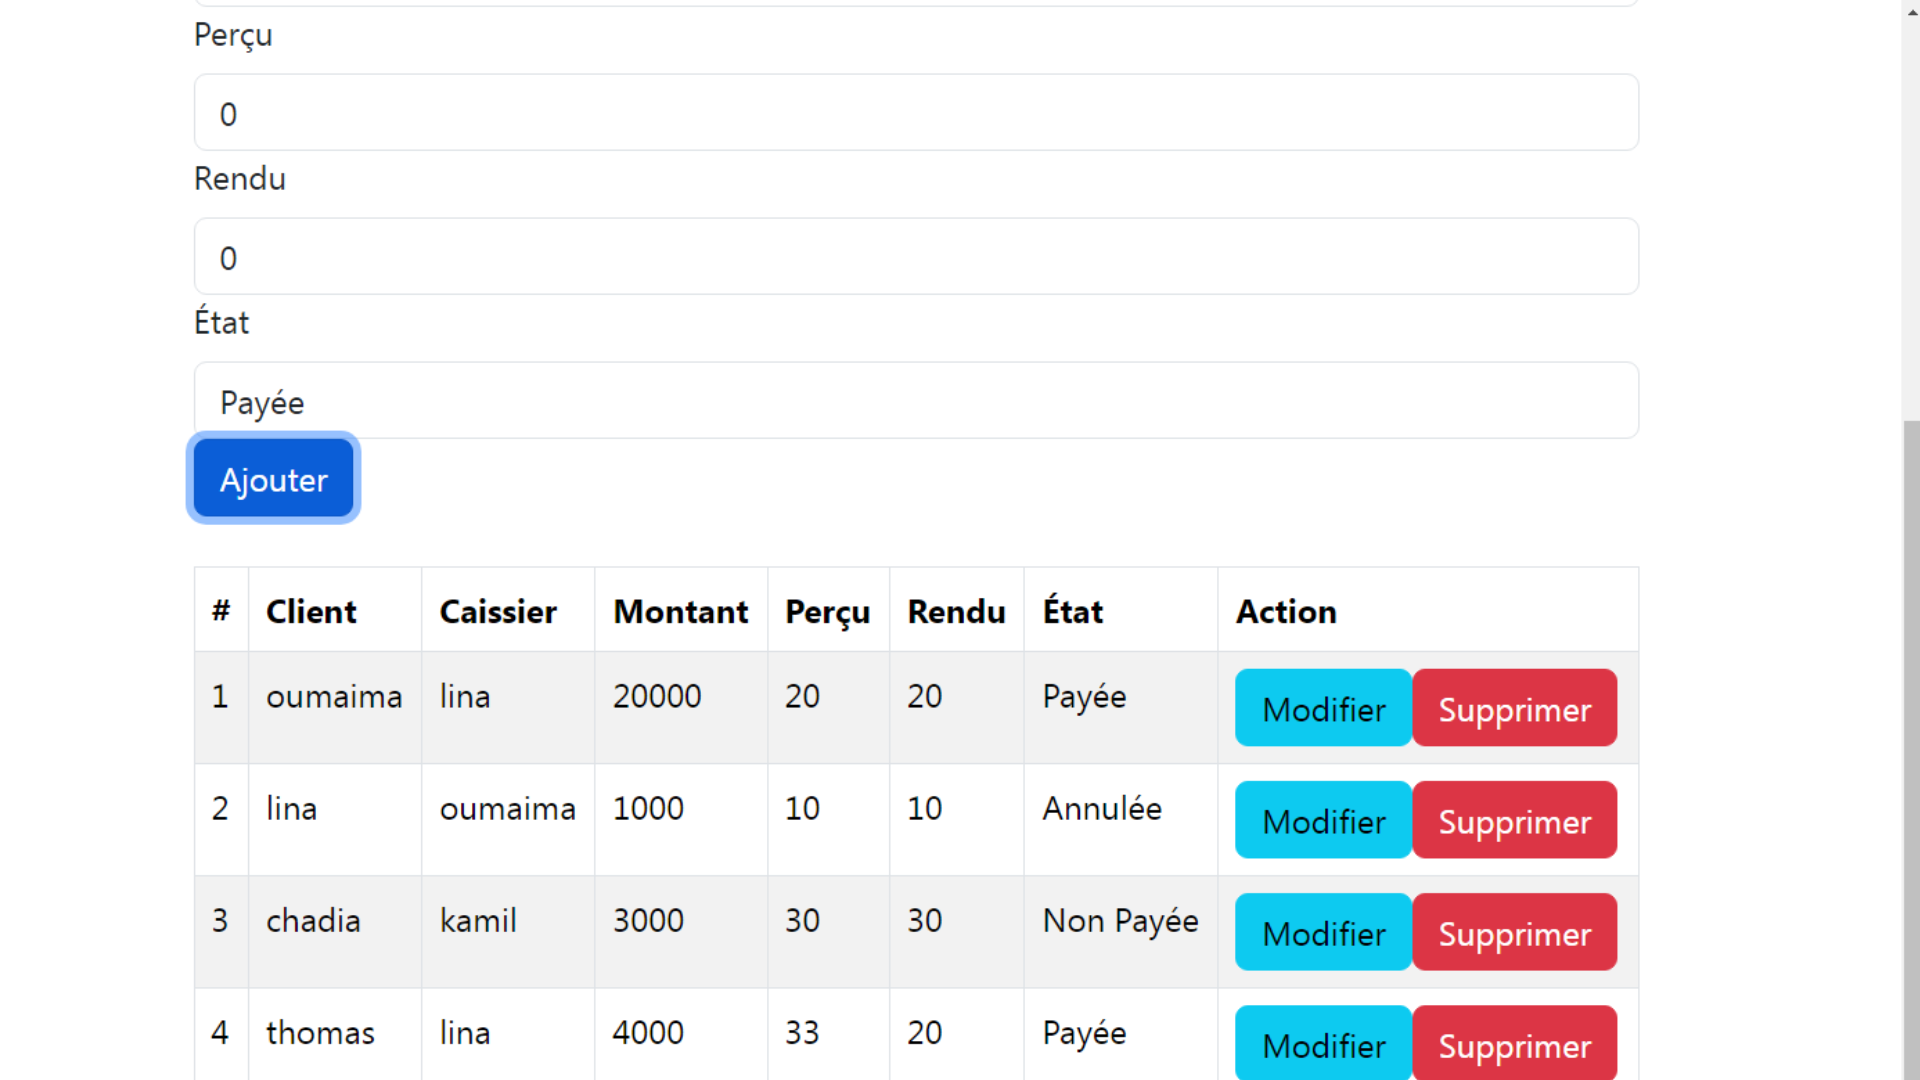 Perçu
0
Rendu
0
État
Payée
Ajouter
# Client Caissier Montant Perçu Rendu État Action
1 oumaima lina 20000 20 20 Payée Modifier Supprimer
2 lina oumaima 1000 10 10 Annulée Modifier Supprimer
3 chadia kamil 3000 30 30 Non Payée Modifier Supprimer
4 thomas lina 4000 33 20 Payée Modifier Supprimer